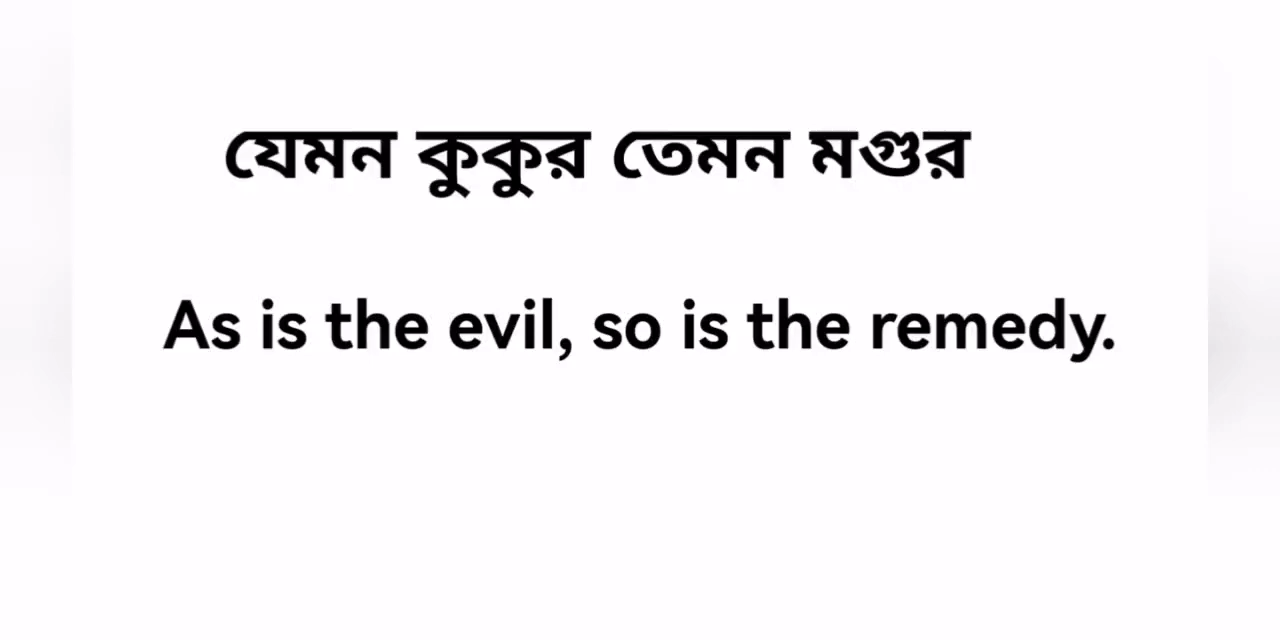 যেমন কুকুর তেমন মগুর
As is the evil, so is the remedy.